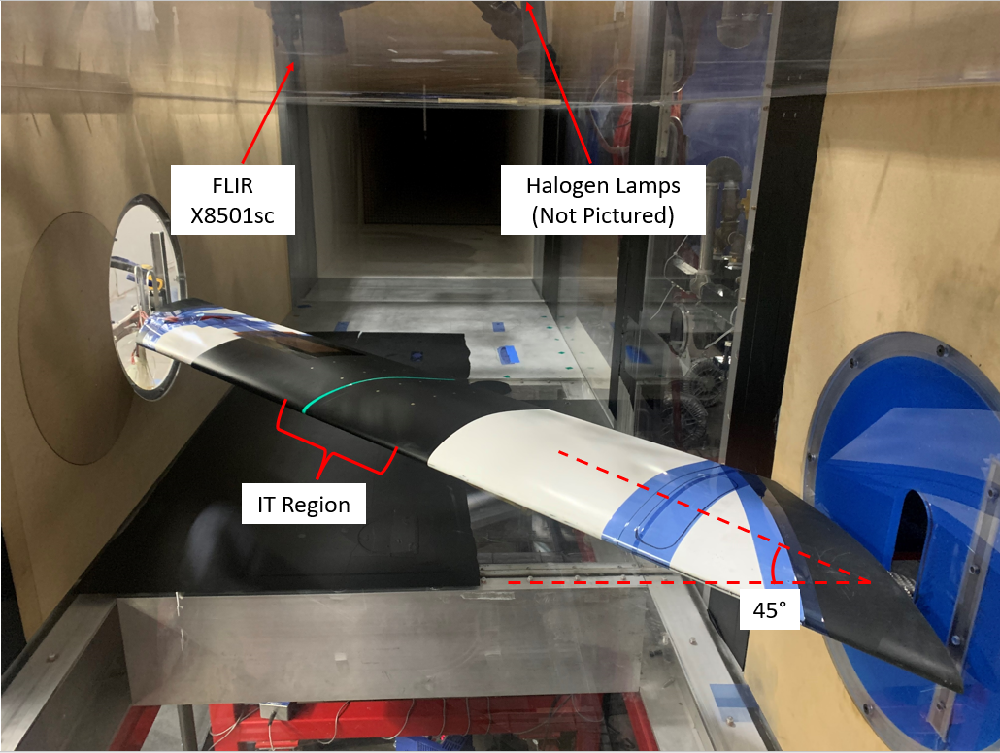 FLIR
X8501sc
Halogen Lamps
(Not Pictured)
IT Region
45°